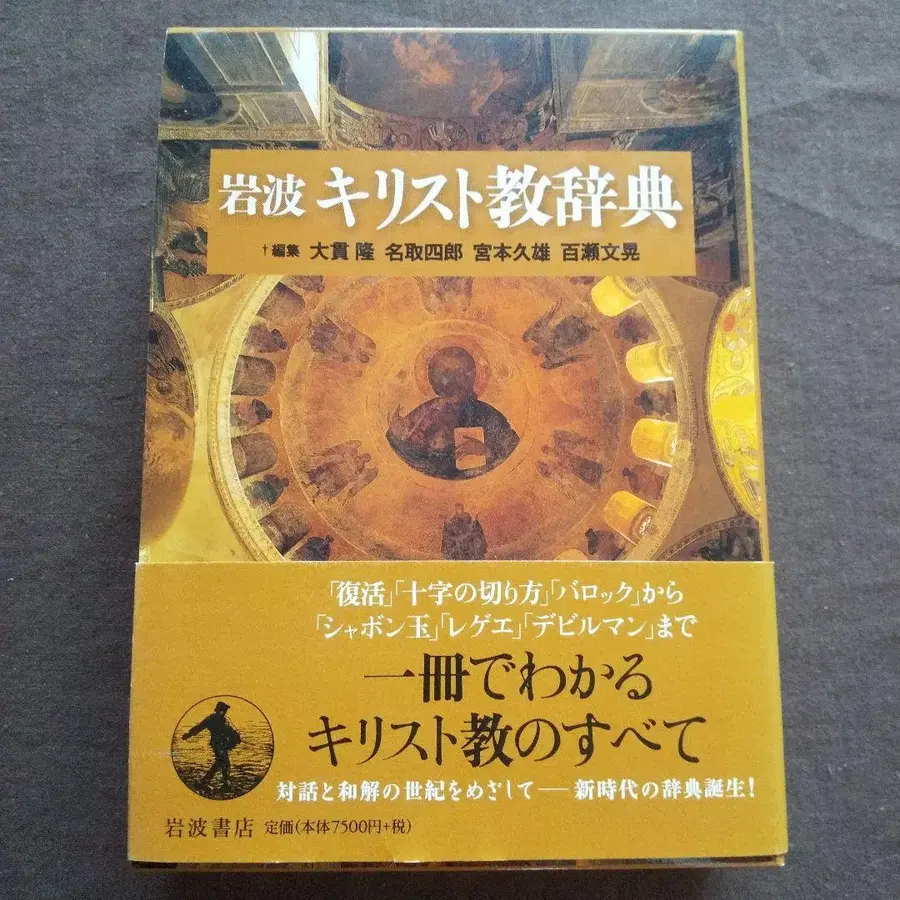 岩波 キリスト教辞典
†編集 大貫 隆 名取四郎 宮本久雄 百瀬文晃
「復活」「十字の切り方」「バロック」から
「シャボン玉」「レゲエ」「デビルマン」まで
一冊でわかる
キリスト教のすべて
対話と和解の世紀をめざして──新時代の辞典誕生!
岩波書店 定価(本体7500円+税)